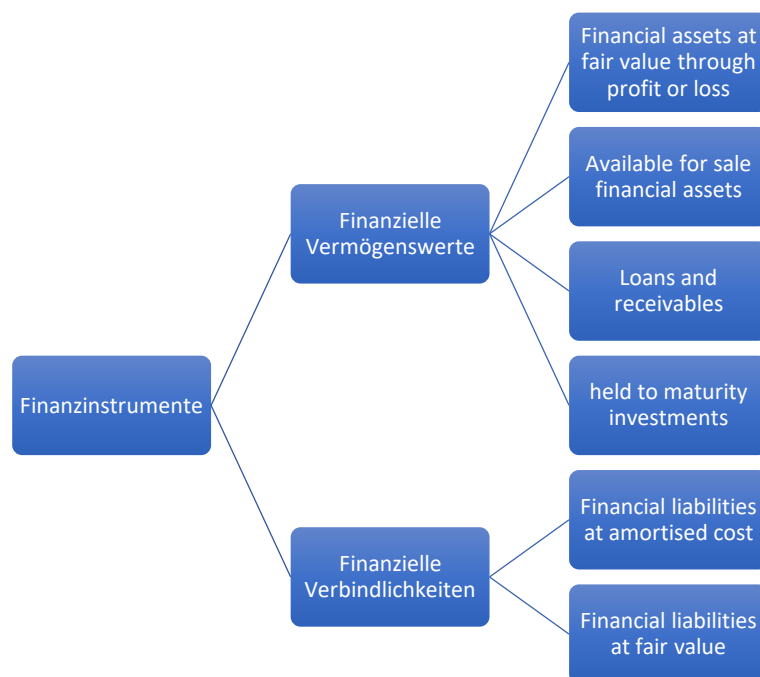 Financial assets at
fair value through
profit or loss
Available for sale
financial assets
Finanzielle
Vermögenswerte
Loans and
receivables
Finanzinstrumente
held to maturity
investments
Financial liabilities
at amortised cost
Finanzielle
Verbindlichkeiten
Financial liabilities
at fair value